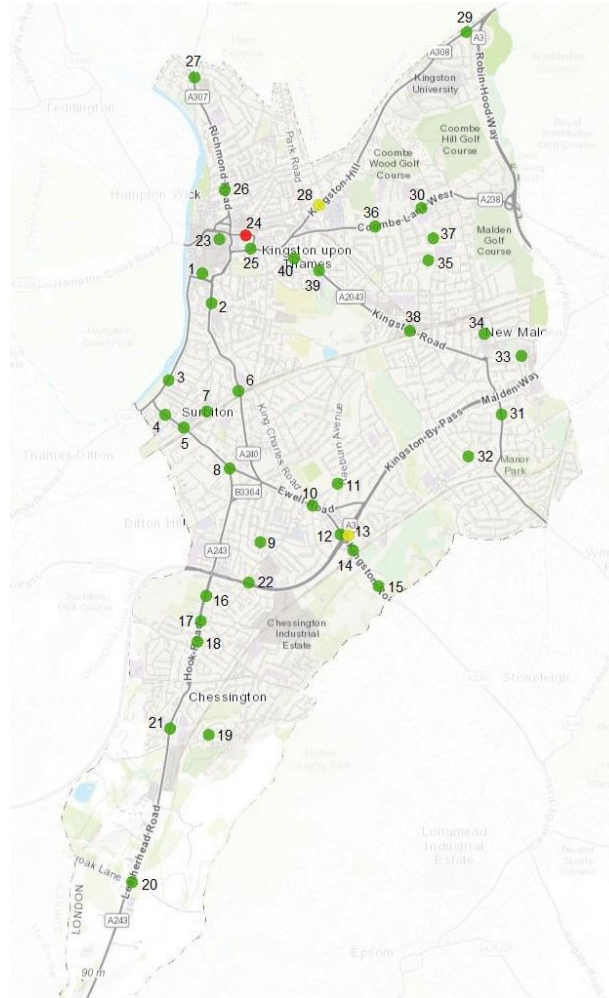 29
A3
A308
Kingston
University
Robin-Hood-Way
27
A307
Teddington
Richmond-Road
Park Road
Coombe
Hill Golf
Course
Coombe
Wood Golf
Course
Kingston-Hill
Hampton Wick
26
28
30
A238
36
Coombe-Lane-West
24
23
37
Malden
Golf
Course
25
Kingston upon
Thames
40
35
1
39
2
A2043
38
Kingston-Road
34
New Malden
33
3
6
Malden-Way
7
Surbiton
4
31
5
King Charles Road
Kingston-By-Pass
A240
32
Manor
Park
Thames Ditton
8
11
B3364
Ewell Road
10
Ditton Hill
A3
12
13
A243
9
14
22
15
16
Chessington
Industrial
Estate
17
18
Hook-Road
Stoneleigh
Chessington
21
19
Horton
Country Park
Leatherhead Road
Longmead
Industrial
Estate
20
LONDON
A243
Epsom
90 m